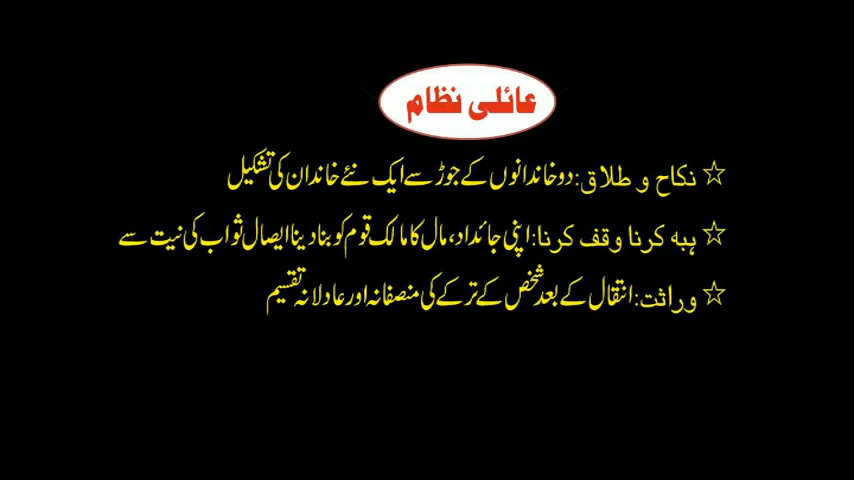 عائلی نظام
☆ نکاح و طلاق:دو خاندانوں کے جوڑ سے ایک نئے خاندان کی تشکیل
☆ ہبہ کرنا وقف کرنا:اپنی جائداد، مال کا مالک قوم کو بنا دینا ایصال ثواب کی نیت سے
☆ وراثت:انتقال کے بعد شخص کے ترکے کی منصفانہ اور عادلانہ تقسیم